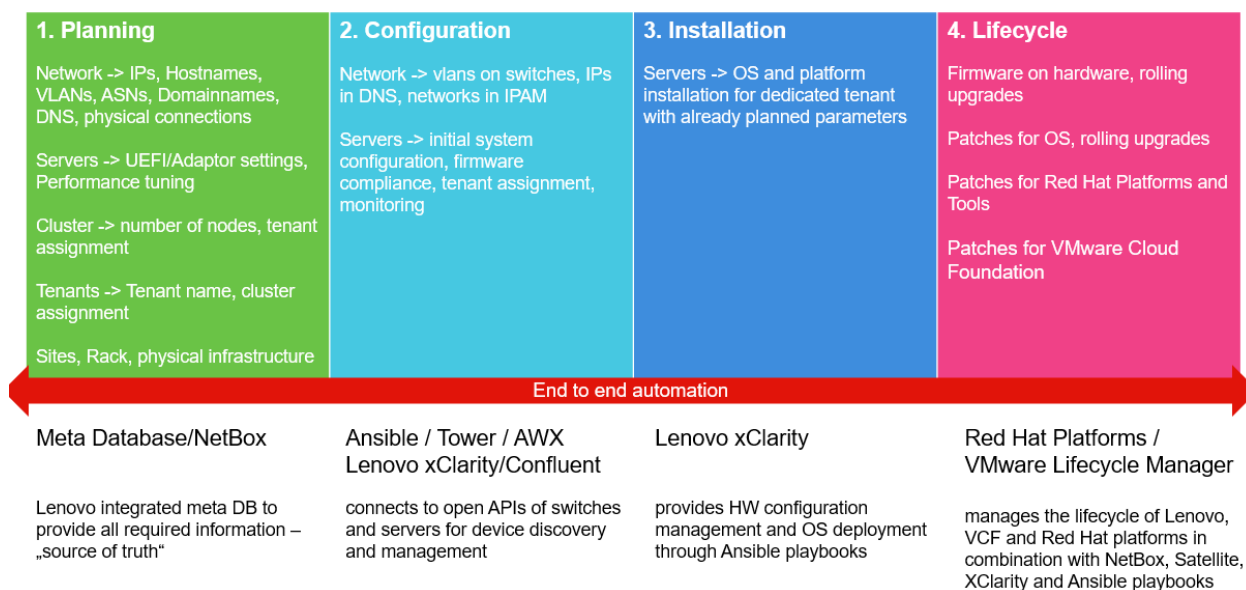 1. Planning
Network -> IPs, Hostnames,
VLANs, ASNs, Domainnames,
DNS, physical connections
Servers -> UEFI/Adaptor settings,
Performance tuning
Cluster -> number of nodes, tenant
assignment
Tenants -> Tenant name, cluster
assignment
Sites, Rack, physical infrastructure
2. Configuration
Network -> vlans on switches, IPs
in DNS, networks in IPAM
Servers -> initial system
configuration, firmware
compliance, tenant assignment,
monitoring
3. Installation
Servers -> OS and platform
installation for dedicated tenant
with already planned parameters
4. Lifecycle
Firmware on hardware, rolling
upgrades
Patches for OS, rolling upgrades
Patches for Red Hat Platforms and
Tools
Patches for VMware Cloud
Foundation
End to end automation
Meta Database/NetBox
Lenovo integrated meta DB to
provide all required information –
„source of truth“
Ansible / Tower / AWX
Lenovo xClarity/Confluent
connects to open APIs of switches
and servers for device discovery
and management
Lenovo xClarity
provides HW configuration
management and OS deployment
through Ansible playbooks
Red Hat Platforms /
VMware Lifecycle Manager
manages the lifecycle of Lenovo,
VCF and Red Hat platforms in
combination with NetBox, Satellite,
XClarity and Ansible playbooks